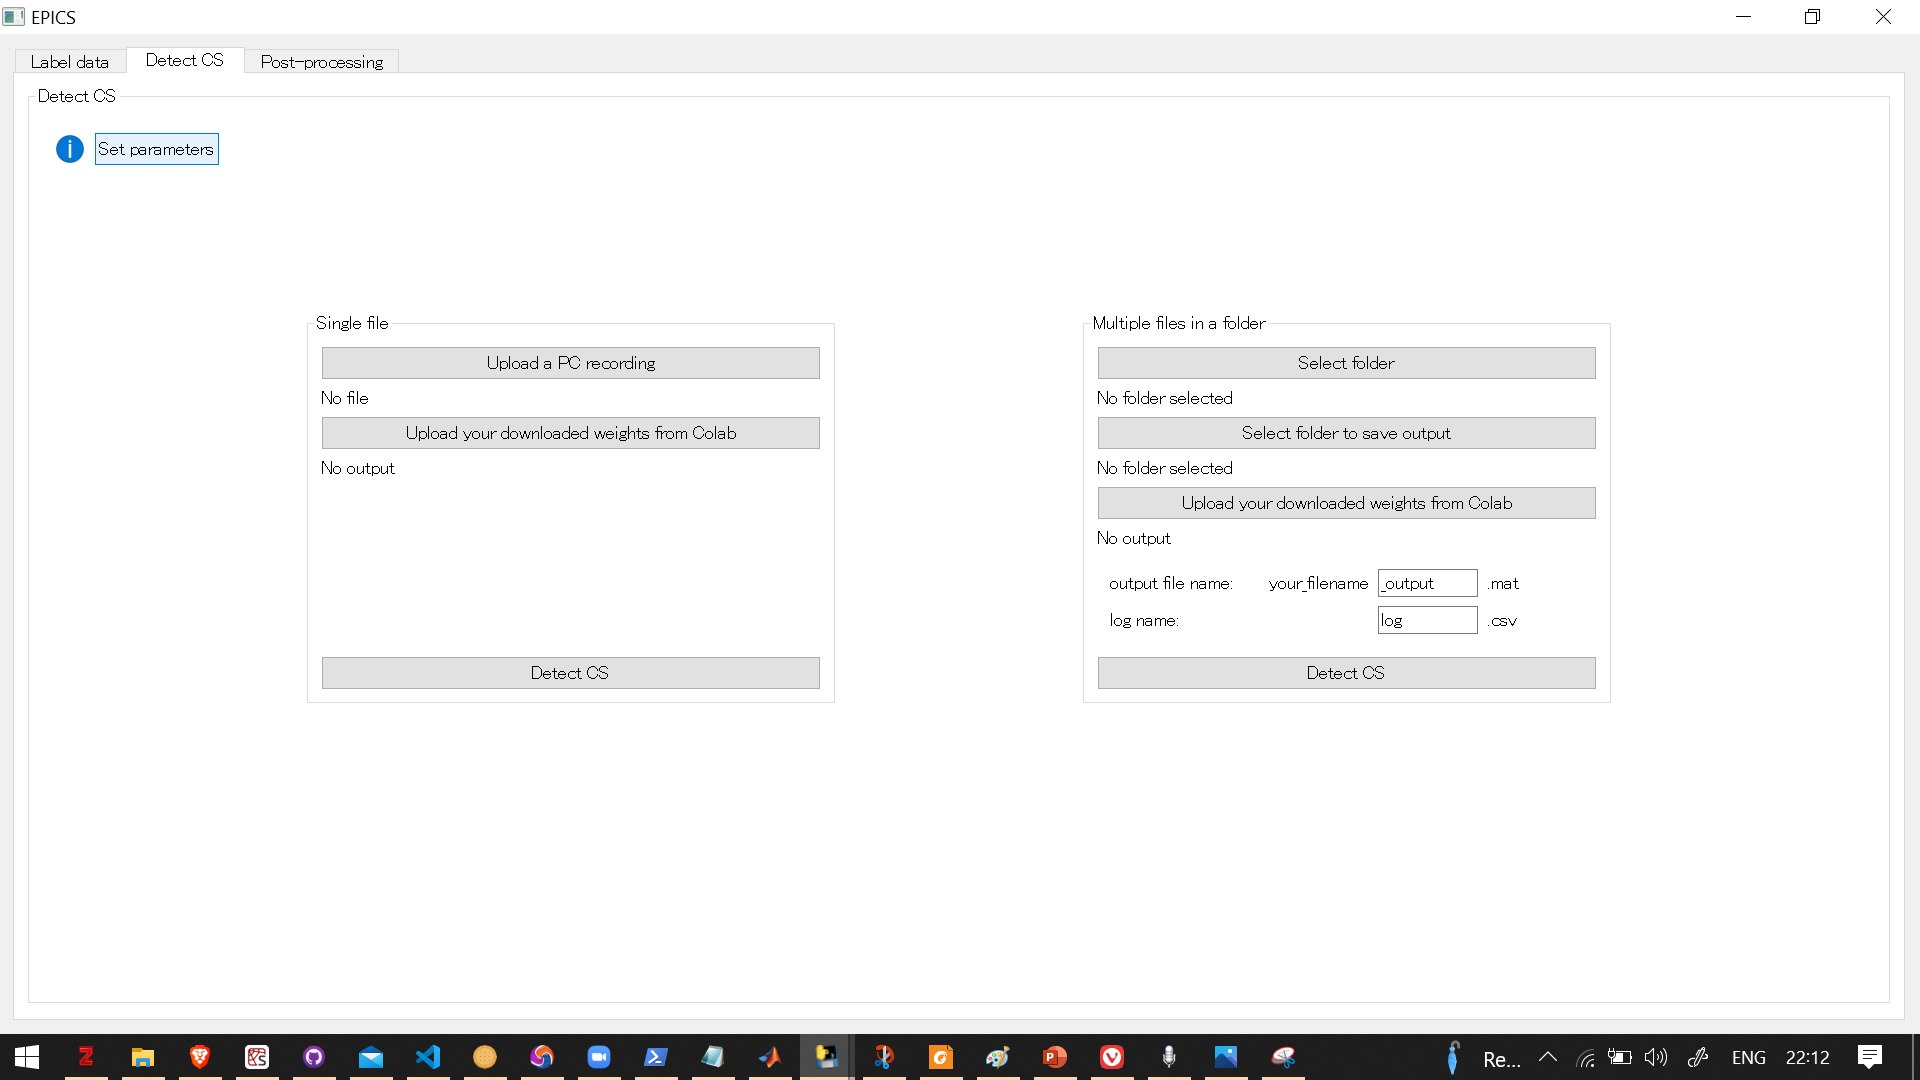 EPICS
Label data
Detect CS
Post-processing
Detect CS
i
Set parameters
Single file
Upload a PC recording
No file
Upload your downloaded weights from Colab
No output
Detect CS
Multiple files in a folder
Select folder
No folder selected
Select folder to save output
No folder selected
Upload your downloaded weights from Colab
No output
output file name: your_filename _output .mat
log name: log .csv
Detect CS
Re... ENG 22:12